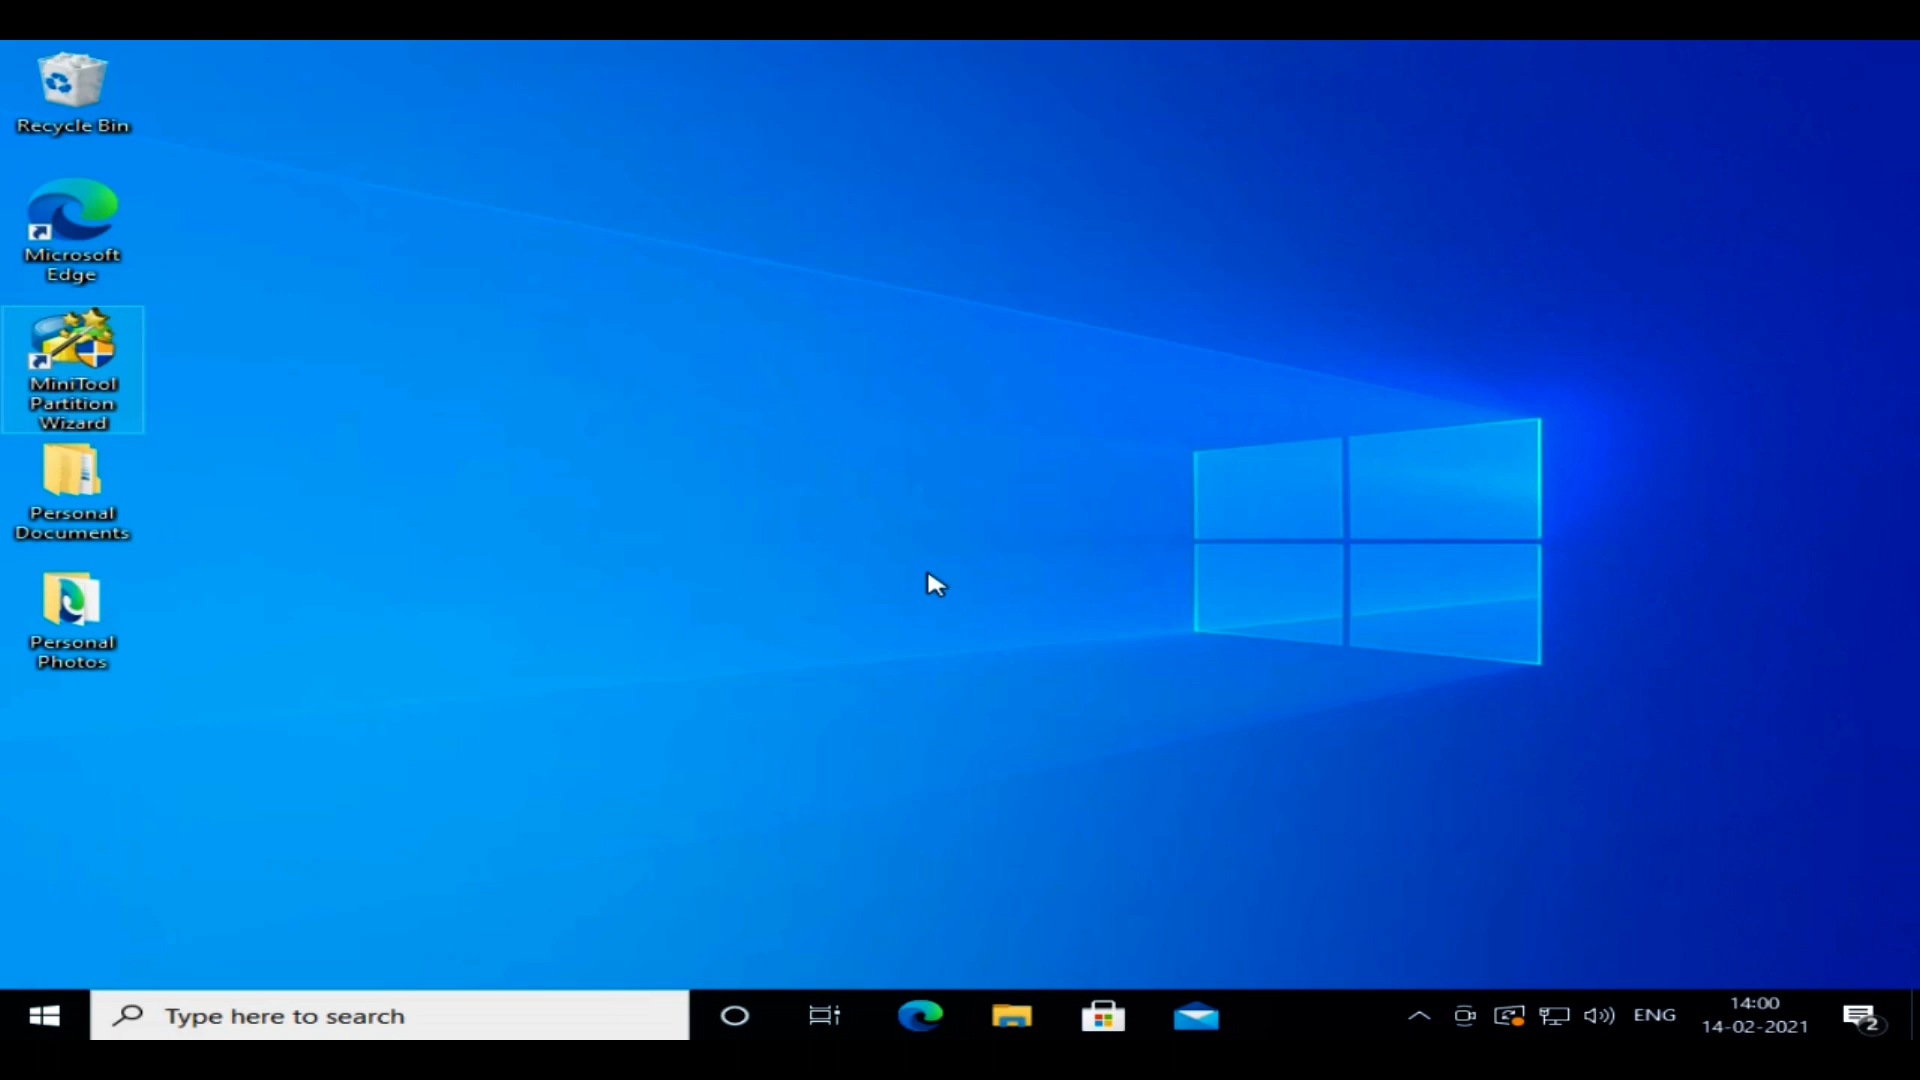 Recycle Bin
Microsoft
Edge
MiniTool
Partition
Wizard
Personal
Documents
Personal
Photos
Type here to search
ENG
14:00
14-02-2021
2